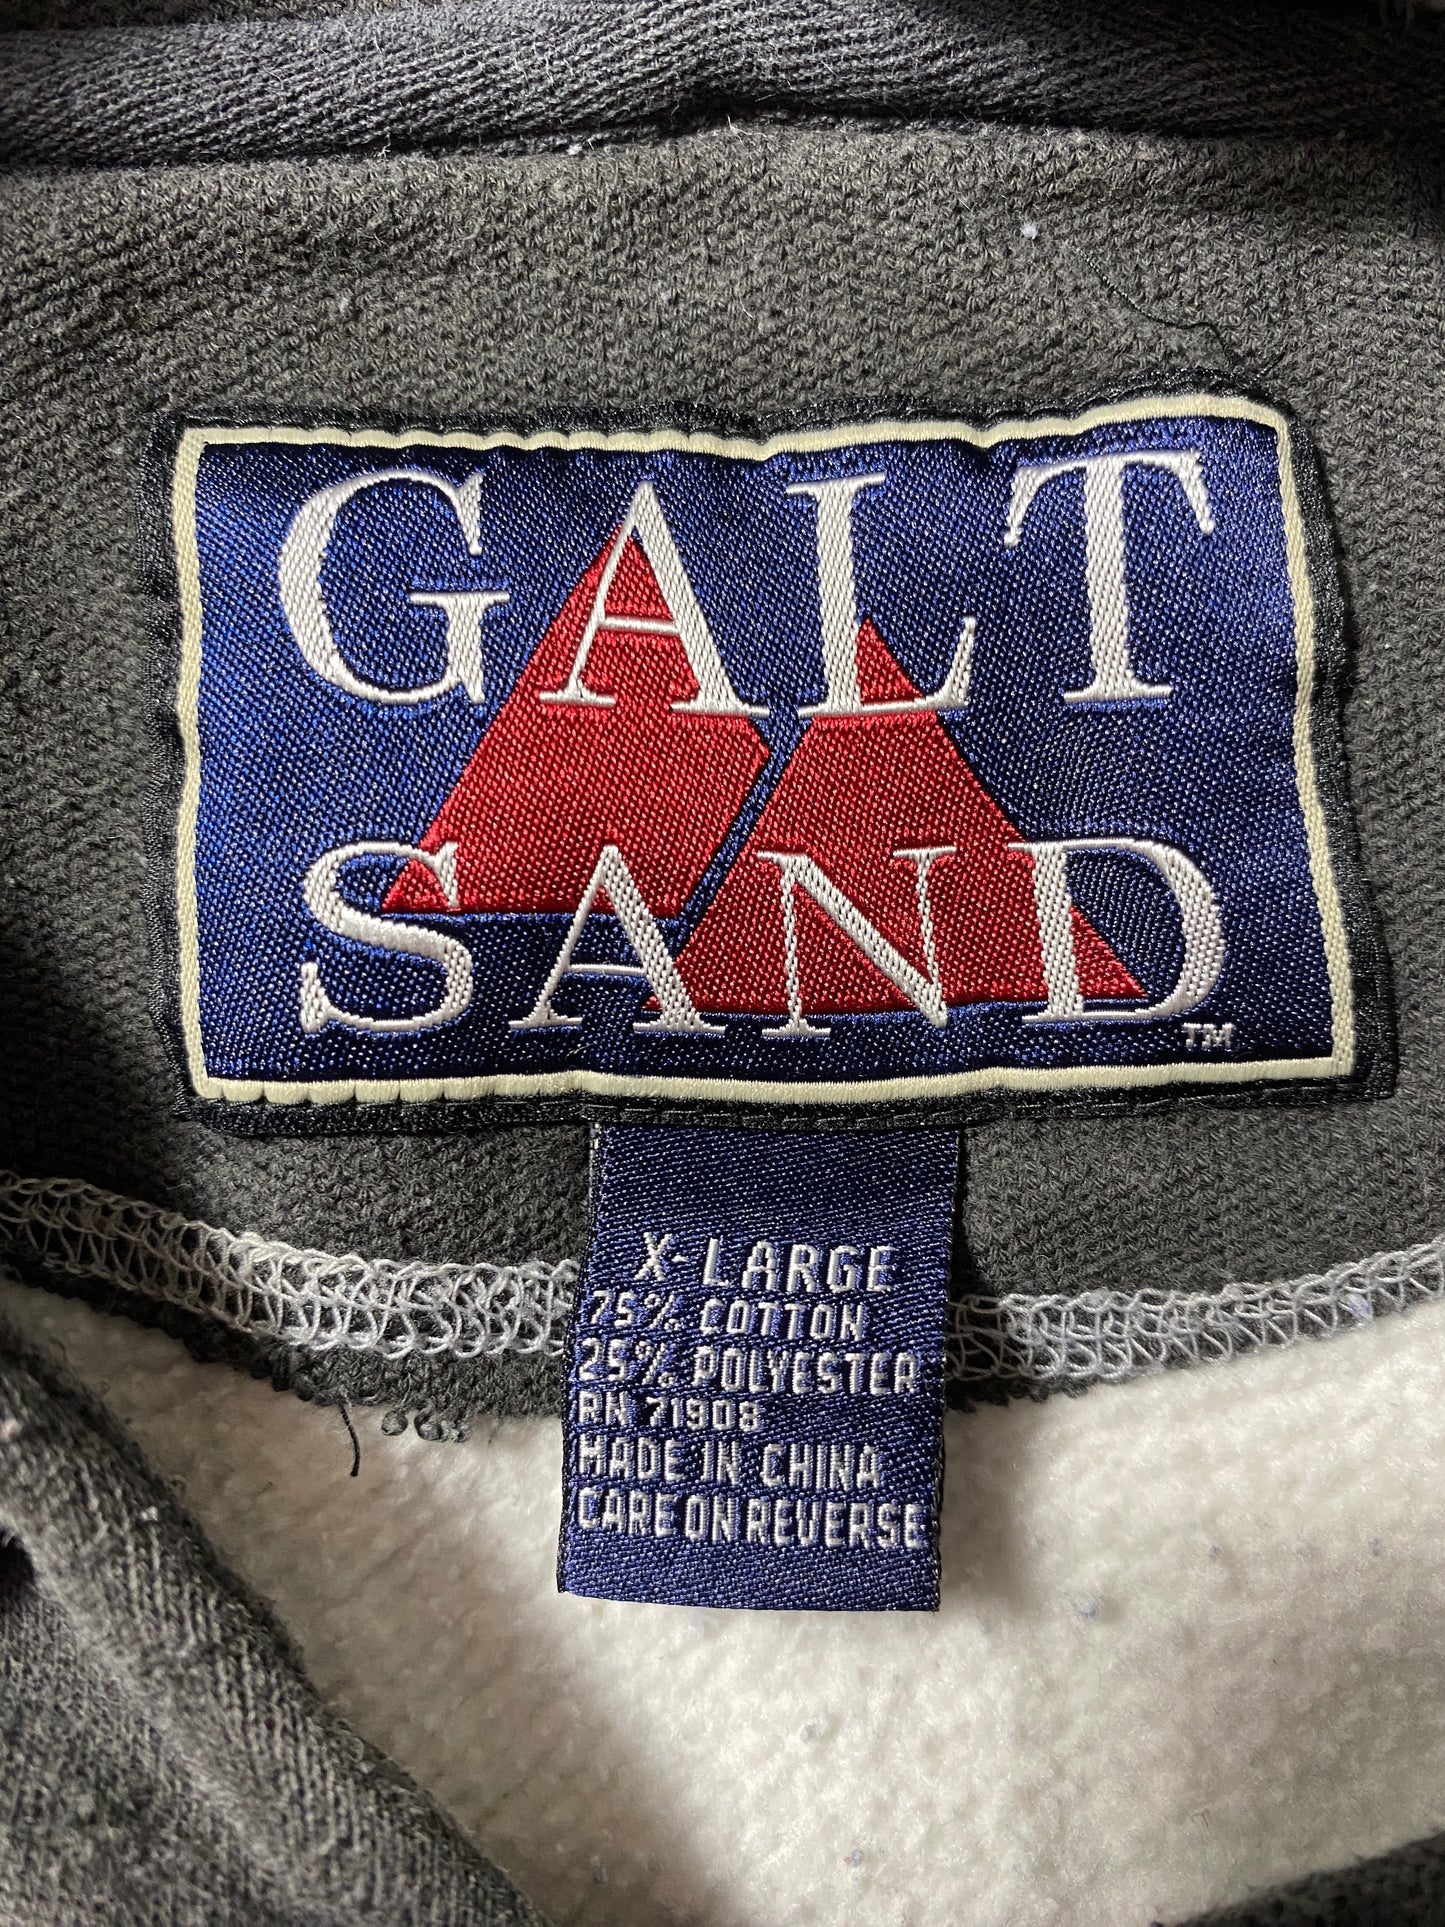 GALT
SAND
TM
X-LARGE
75% COTTON
25% POLYESTER
RN 71908
MADE IN CHINA
CARE ON REVERSE